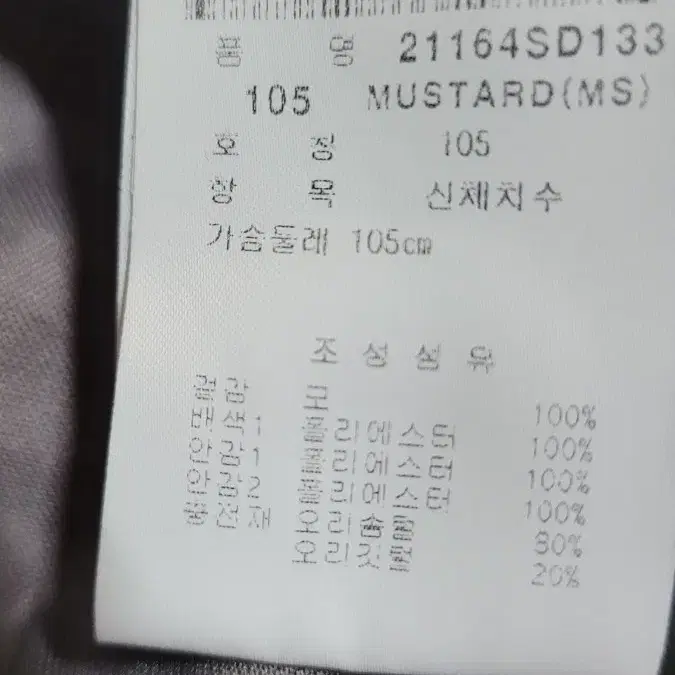 품 명 21164SD133
105 MUSTARD(MS)
호 칭 105
항 목 신체치수
가슴둘레 105cm
조 성 섬 유
겉감 모 100%
배색1 폴리에스터 100%
안감1 폴리에스터 100%
안감2 폴리에스터 100%
충전재 오리솜털 80%
오리깃털 20%